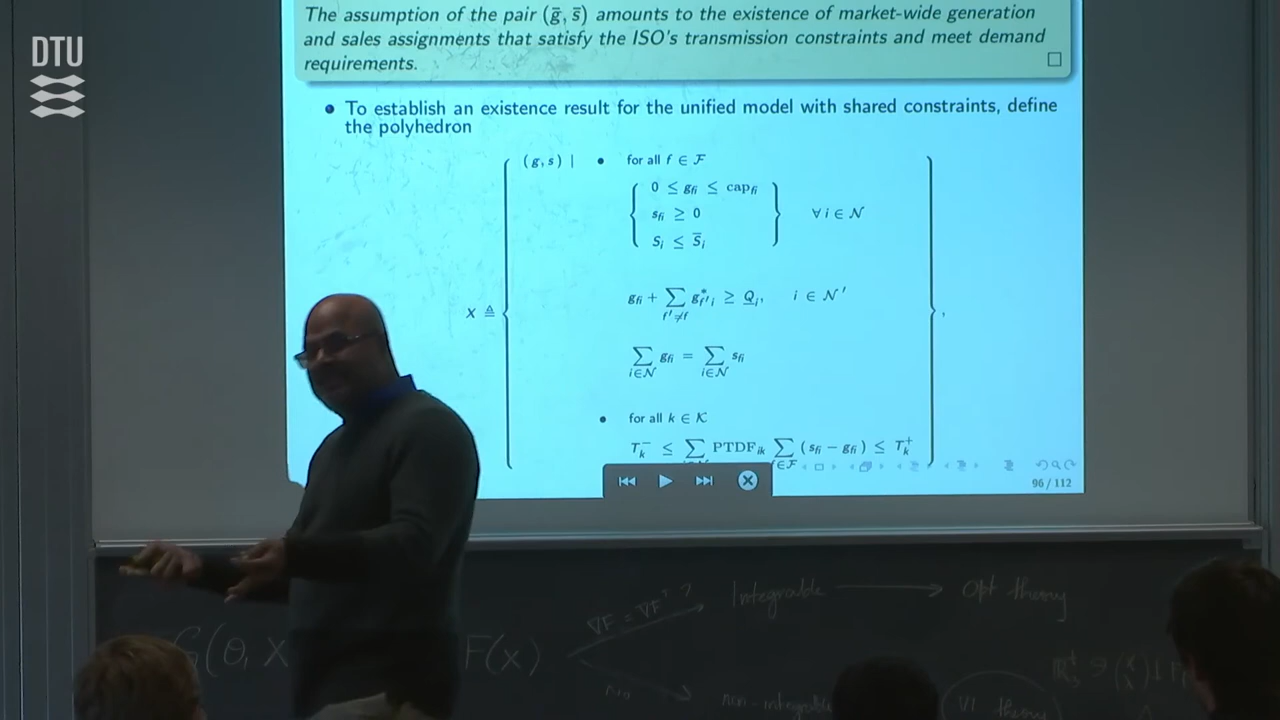 DTU
The assumption of the pair (ḡ, s̄) amounts to the existence of market-wide generation
and sales assignments that satisfy the ISO's transmission constraints and meet demand
requirements.
• To establish an existence result for the unified model with shared constraints, define
the polyhedron
(g, s) | • for all f ∈ F
0 ≤ g_fi ≤ cap_fi
s_fi ≥ 0 ∀ i ∈ N
S_i ≤ S̄_i
g_fi + ∑_{f'≠f} g*_{f'i} ≥ Q_i, i ∈ N'
X ≜ ,
∑_{i∈N} g_fi = ∑_{i∈N} s_fi
• for all k ∈ K
T_k^- ≤ ∑ PTDF_ik ∑_{f∈F} (s_fi − g_fi) ≤ T_k^+
96 / 112
∇F = ∇F^T ? Integrable → Opt theory
G(θ, X F(x)
no non-integrable VI theory